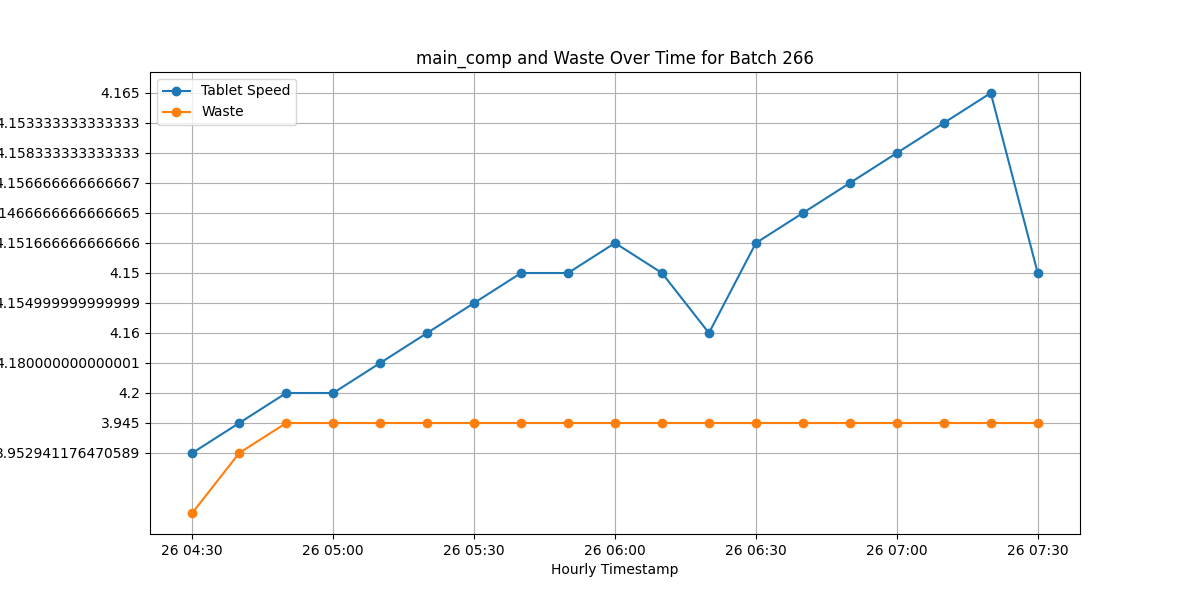 main_comp and Waste Over Time for Batch 266
Tablet Speed
Waste
4.165
4.153333333333333
4.158333333333333
4.156666666666667
1466666666666665
4.151666666666666
4.15
4.154999999999999
4.16
4.180000000000001
4.2
3.945
3.952941176470589
26 04:30 26 05:00 26 05:30 26 06:00 26 06:30 26 07:00 26 07:30
Hourly Timestamp